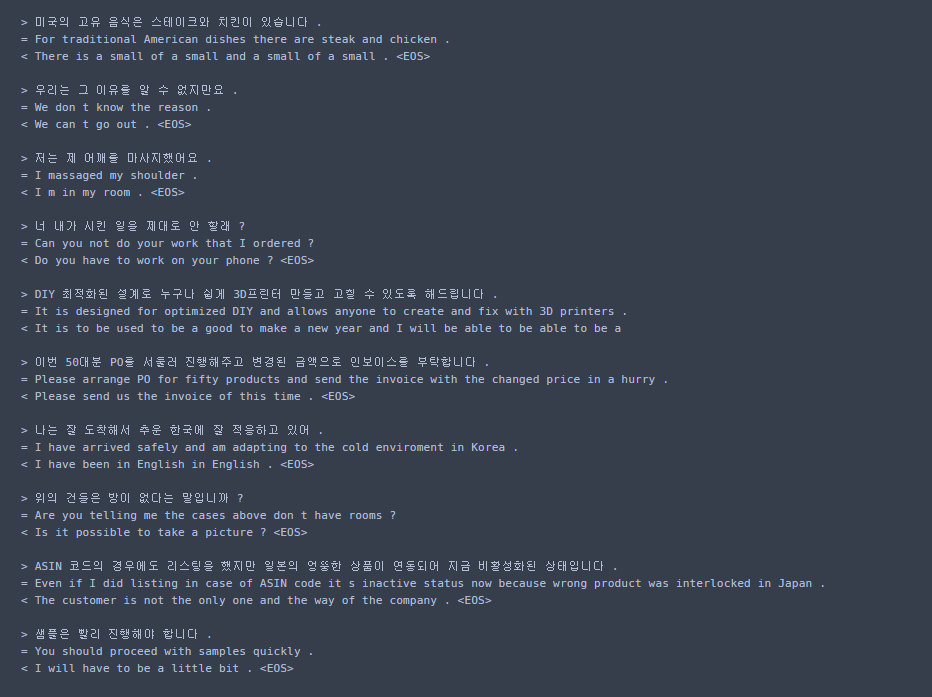 > 미국의 고유 음식은 스테이크와 치킨이 있습니다 .
= For traditional American dishes there are steak and chicken .
< There is a small of a small and a small of a small . <EOS>
> 우리는 그 이유를 알 수 없지만요 .
= We don t know the reason .
< We can t go out . <EOS>
> 저는 제 어깨를 마사지했어요 .
= I massaged my shoulder .
< I m in my room . <EOS>
> 너 내가 시킨 일을 제대로 안 할래 ?
= Can you not do your work that I ordered ?
< Do you have to work on your phone ? <EOS>
> DIY 최적화된 설계로 누구나 쉽게 3D프린터 만들고 고칠 수 있도록 해드립니다 .
= It is designed for optimized DIY and allows anyone to create and fix with 3D printers .
< It is to be used to be a good to make a new year and I will be able to be able to be a
> 이번 50대분 PO를 서둘러 진행해주고 변경된 금액으로 인보이스를 부탁합니다 .
= Please arrange PO for fifty products and send the invoice with the changed price in a hurry .
< Please send us the invoice of this time . <EOS>
> 나는 잘 도착해서 추운 한국에 잘 적응하고 있어 .
= I have arrived safely and am adapting to the cold enviroment in Korea .
< I have been in English in English . <EOS>
> 위의 건들은 방이 없다는 말입니까 ?
= Are you telling me the cases above don t have rooms ?
< Is it possible to take a picture ? <EOS>
> ASIN 코드의 경우에도 리스팅을 했지만 일본의 엉뚱한 상품이 연동되어 지금 비활성화된 상태입니다 .
= Even if I did listing in case of ASIN code it s inactive status now because wrong product was interlocked in Japan .
< The customer is not the only one and the way of the company . <EOS>
> 샘플은 빨리 진행해야 합니다 .
= You should proceed with samples quickly .
< I will have to be a little bit . <EOS>